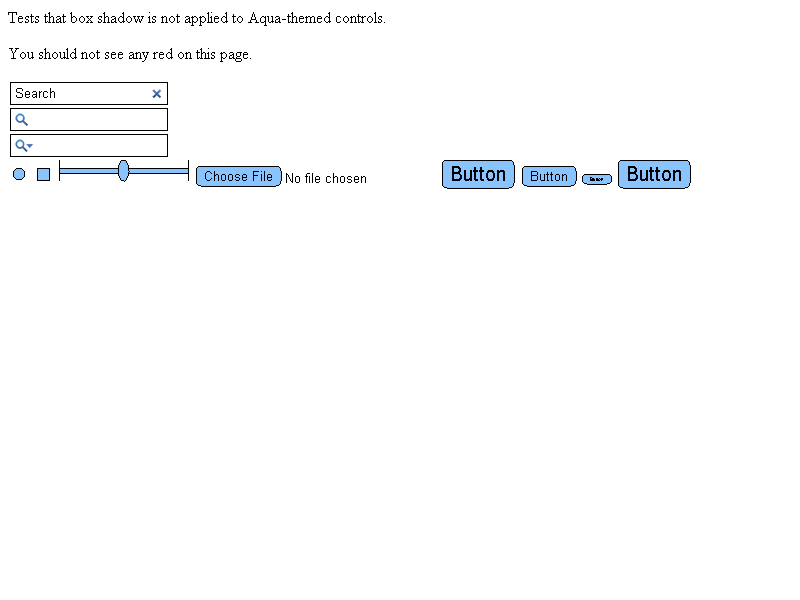 Tests that box shadow is not applied to Aqua-themed controls.
You should not see any red on this page.
Search
Choose File No file chosen Button Button Button Button